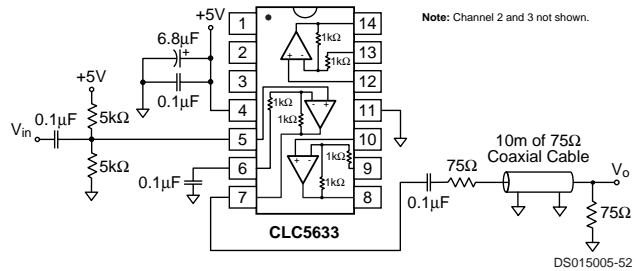 Note: Channel 2 and 3 not shown.
+5V
6.8µF
+
0.1µF
+5V
5kΩ
0.1µF
Vin
5kΩ
0.1µF
1
2
3
4
5
6
7
14
13
12
11
10
9
8
1kΩ
1kΩ
+ -
1kΩ
1kΩ
- +
1kΩ
1kΩ
+ -
CLC5633
0.1µF
75Ω
10m of 75Ω
Coaxial Cable
Vo
75Ω
DS015005-52